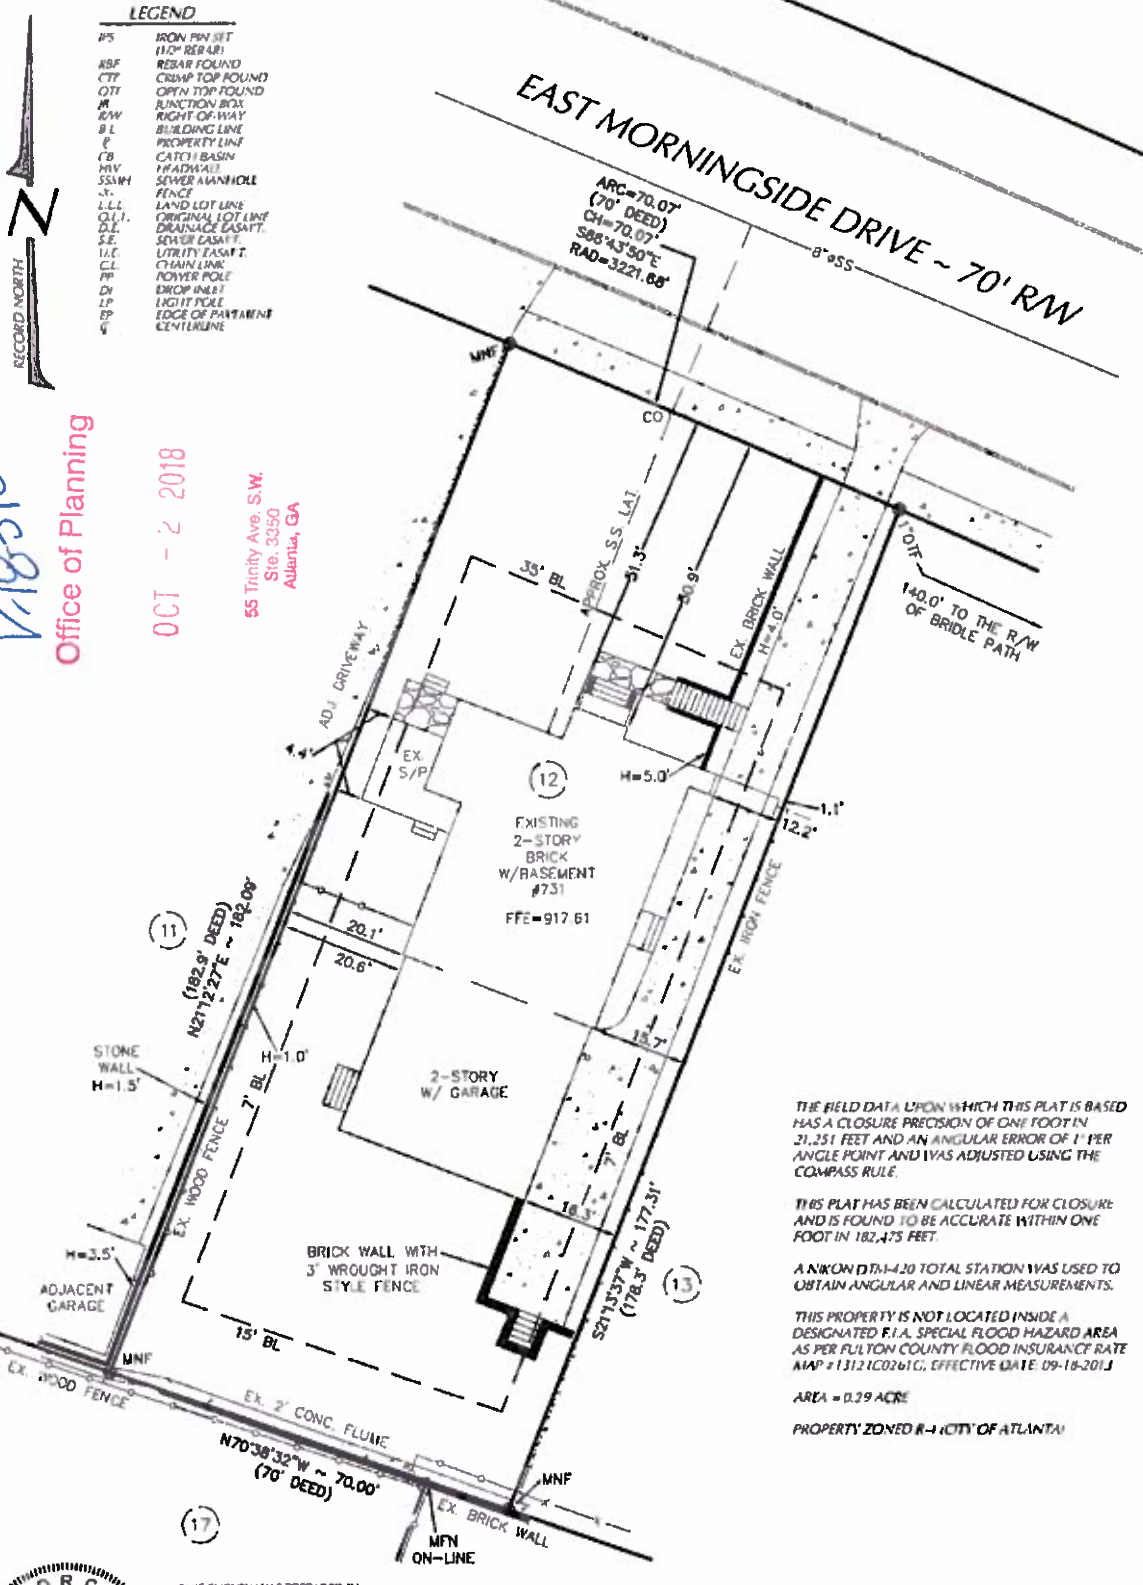 LEGEND
IPS IRON PIN SET
(1/2" REBAR)
RBF REBAR FOUND
CTF CRIMP TOP FOUND
OTF OPEN TOP FOUND
JB JUNCTION BOX
R/W RIGHT-OF-WAY
B L BUILDING LINE
PROPERTY LINE
CB CATCH BASIN
HW HEADWALL
SSMH SEWER MANHOLE
-X- FENCE
L.L.L. LAND LOT LINE
O.L.L. ORIGINAL LOT LINE
D.E. DRAINAGE EASM'T.
S.E. SEWER EASM'T.
U.E. UTILITY EASM'T.
C.L. CHAIN LINK
PP POWER POLE
DI DROP INLET
LP LIGHT POLE
EP EDGE OF PAVEMENT
CENTERLINE
RECORD NORTH
N
Office of Planning
OCT - 2 2018
55 Trinity Ave. S.W.
Ste. 3350
Atlanta, GA
EAST MORNINGSIDE DRIVE ~ 70' R/W
8"øSS
ARC=70.07'
(70' DEED)
CH=70.07'
S66°43'50"E
RAD=3221.68'
MNF
CO
1"OTF
140.0' TO THE R/W
OF BRIDLE PATH
35' BL
APPROX. S.S. LAT.
51.3'
50.9'
EX. BRICK WALL
H=4.0'
ADJ. DRIVEWAY
4.4'
EX.
S/P
12
H=5.0'
1.1'
12.2'
EXISTING
2-STORY
BRICK
W/BASEMENT
#731
FFE=917.61
EX. IRON FENCE
11
(182.9' DEED)
N21°12'27"E ~ 182.09'
20.1'
20.6'
15.7'
STONE
WALL
H=1.5'
H=1.0'
7' BL
2-STORY
W/ GARAGE
EX. WOOD FENCE
7' BL
16.3'
H=3.5'
ADJACENT
GARAGE
BRICK WALL WITH
3' WROUGHT IRON
STYLE FENCE
S21°13'37"W ~ 177.31'
(178.3' DEED)
13
15' BL
MNF
EX. WOOD FENCE
EX. 2' CONC. FLUME
N70°38'32"W ~ 70.00'
(70' DEED)
MNF
EX. BRICK WALL
MFN
ON-LINE
17
THE FIELD DATA UPON WHICH THIS PLAT IS BASED
HAS A CLOSURE PRECISION OF ONE FOOT IN
21,251 FEET AND AN ANGULAR ERROR OF 1" PER
ANGLE POINT AND WAS ADJUSTED USING THE
COMPASS RULE.
THIS PLAT HAS BEEN CALCULATED FOR CLOSURE
AND IS FOUND TO BE ACCURATE WITHIN ONE
FOOT IN 182,475 FEET.
A NIKON DTM-420 TOTAL STATION WAS USED TO
OBTAIN ANGULAR AND LINEAR MEASUREMENTS.
THIS PROPERTY IS NOT LOCATED INSIDE A
DESIGNATED F.I.A. SPECIAL FLOOD HAZARD AREA
AS PER FULTON COUNTY FLOOD INSURANCE RATE
MAP #13121C0261G, EFFECTIVE DATE: 09-18-2013
AREA = 0.29 ACRE
PROPERTY ZONED R-4 (CITY OF ATLANTA)